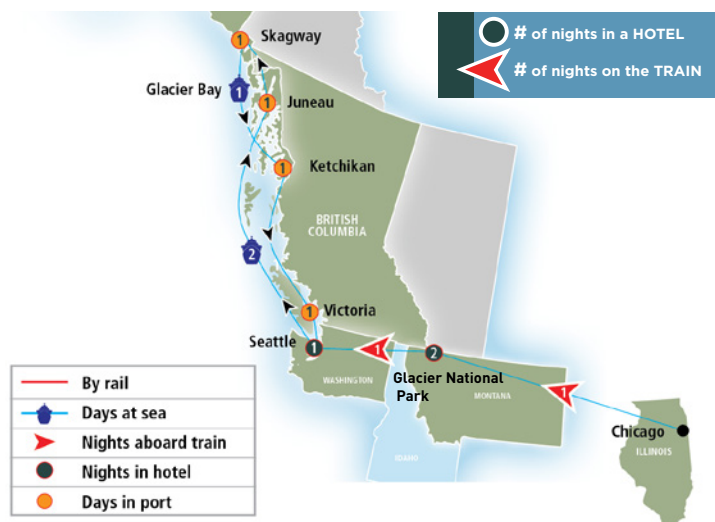 # of nights in a HOTEL
# of nights on the TRAIN
Skagway
1
Glacier Bay
1
1
Juneau
1
Ketchikan
BRITISH
COLUMBIA
2
1
Victoria
Seattle
1
1
2
Glacier National
Park
WASHINGTON
MONTANA
1
IDAHO
Chicago
ILLINOIS
By rail
Days at sea
Nights aboard train
Nights in hotel
Days in port